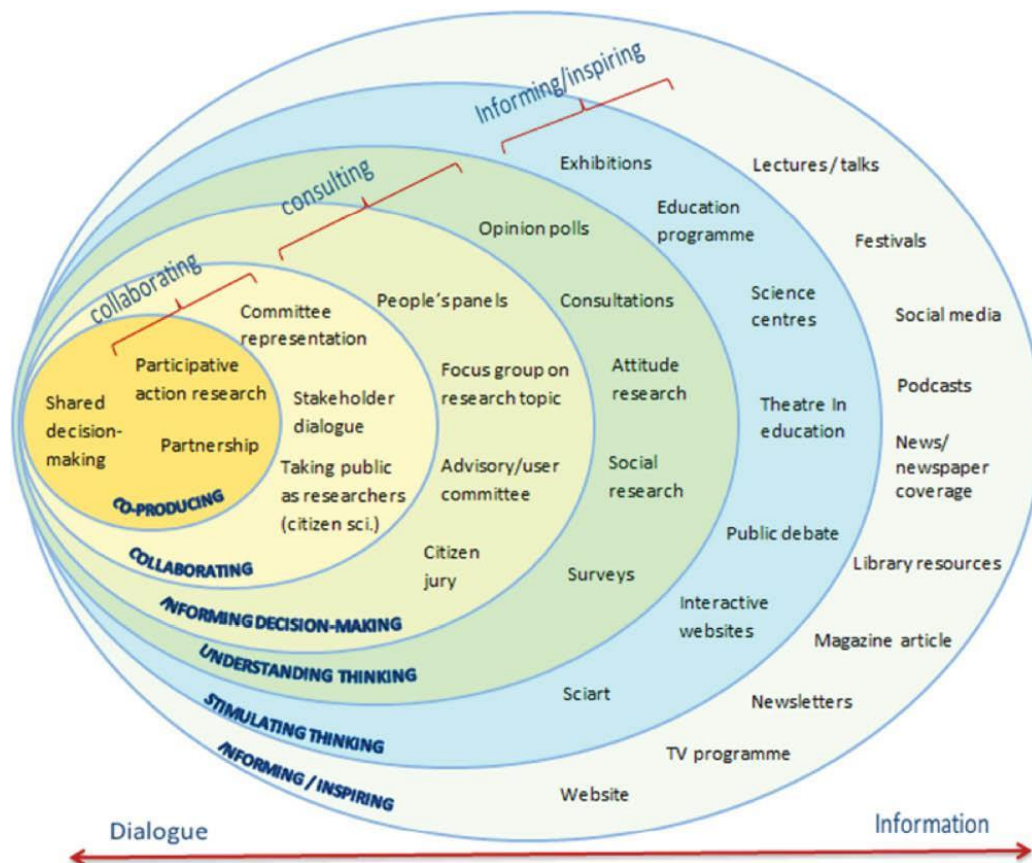 Informing/inspiring
consulting
collaborating
Exhibitions
Lectures / talks
Education
programme
Opinion polls
Festivals
Science
centres
People's panels
Consultations
Committee
representation
Social media
Participative
action research
Focus group on
research topic
Attitude
research
Podcasts
Shared
decision-
making
Stakeholder
dialogue
Theatre In
education
Partnership
News/
newspaper
coverage
Taking public
as researchers
(citizen sci.)
Advisory/user
committee
Social
research
CO-PRODUCING
Public debate
COLLABORATING
Citizen
jury
Surveys
Library resources
INFORMING DECISION-MAKING
Interactive
websites
UNDERSTANDING THINKING
Magazine article
STIMULATING THINKING
Sciart
Newsletters
INFORMING / INSPIRING
TV programme
Website
Dialogue
Information